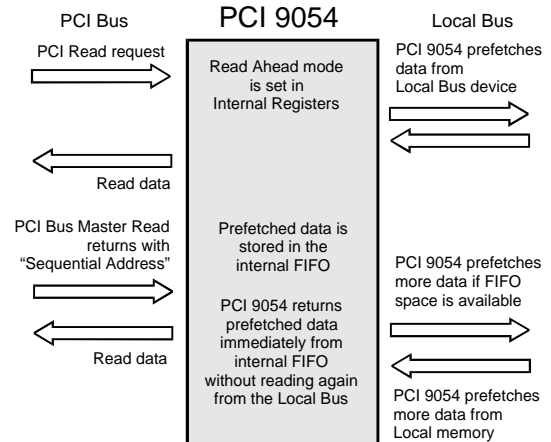 PCI Bus
PCI 9054
Local Bus
PCI Read request
Read Ahead mode
is set in
Internal Registers
PCI 9054 prefetches
data from
Local Bus device
Read data
PCI Bus Master Read
returns with
“Sequential Address”
Prefetched data is
stored in the
internal FIFO
PCI 9054 prefetches
more data if FIFO
space is available
PCI 9054 returns
prefetched data
immediately from
internal FIFO
without reading again
from the Local Bus
Read data
PCI 9054 prefetches
more data from
Local memory